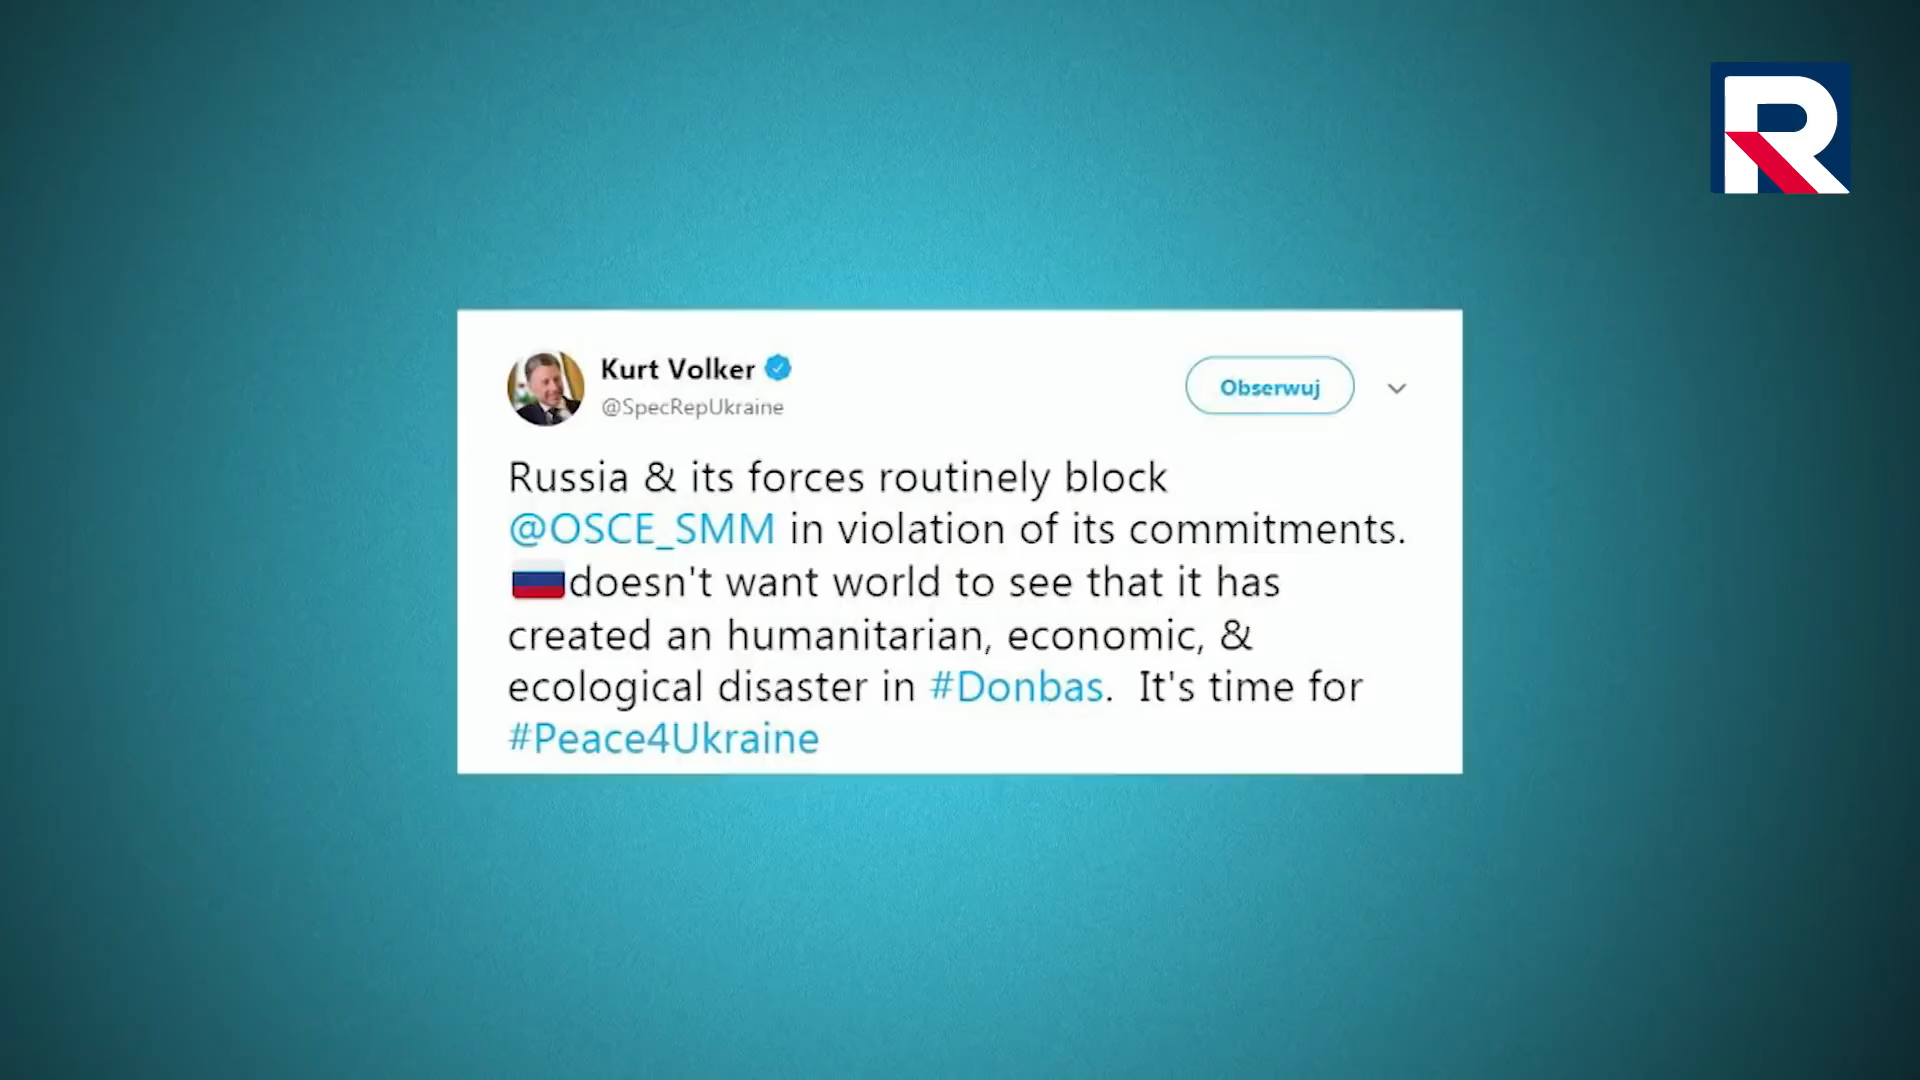 R
Kurt Volker
@SpecRepUkraine
Obserwuj
Russia & its forces routinely block
@OSCE_SMM in violation of its commitments.
doesn't want world to see that it has
created an humanitarian, economic, &
ecological disaster in #Donbas. It's time for
#Peace4Ukraine